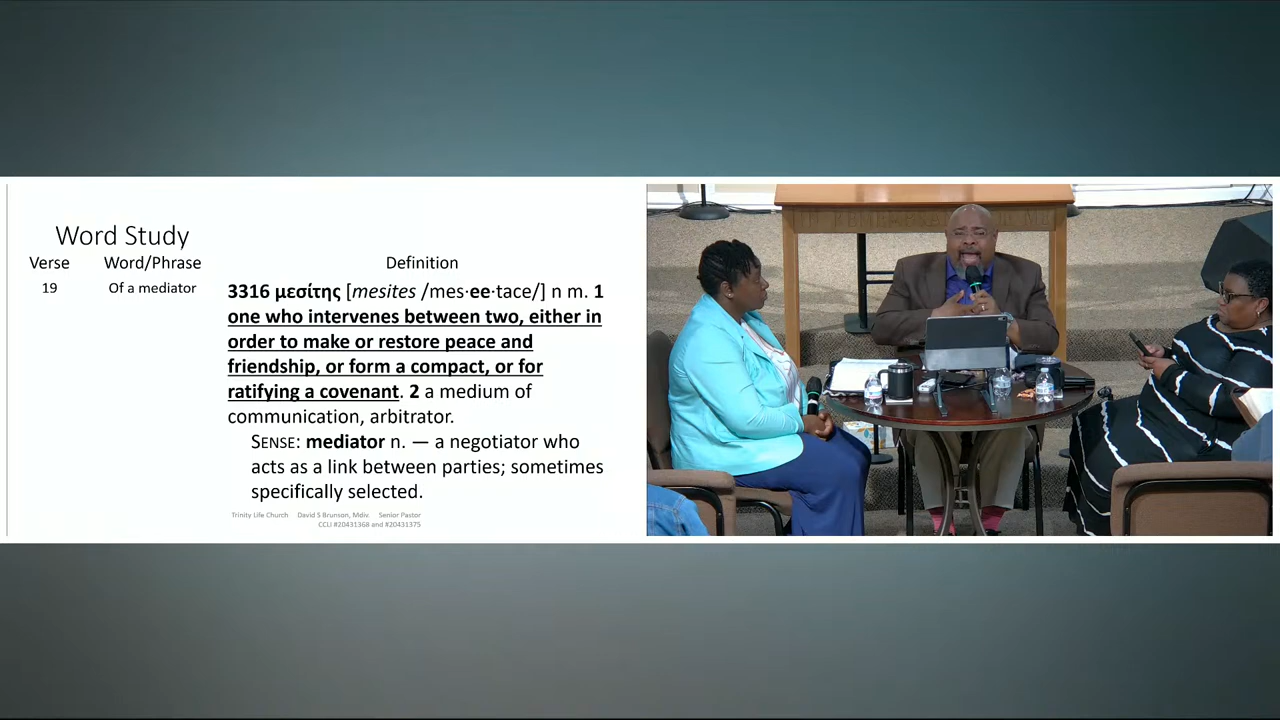 Word Study
Verse Word/Phrase Definition
19 Of a mediator
3316 μεσίτης [mesites /mes·ee·tace/] n m. 1
one who intervenes between two, either in
order to make or restore peace and
friendship, or form a compact, or for
ratifying a covenant. 2 a medium of
communication, arbitrator.
SENSE: mediator n. — a negotiator who
acts as a link between parties; sometimes
specifically selected.
Trinity Life Church David S Brunson, Mdiv. Senior Pastor
CCLI #20431368 and #20431375